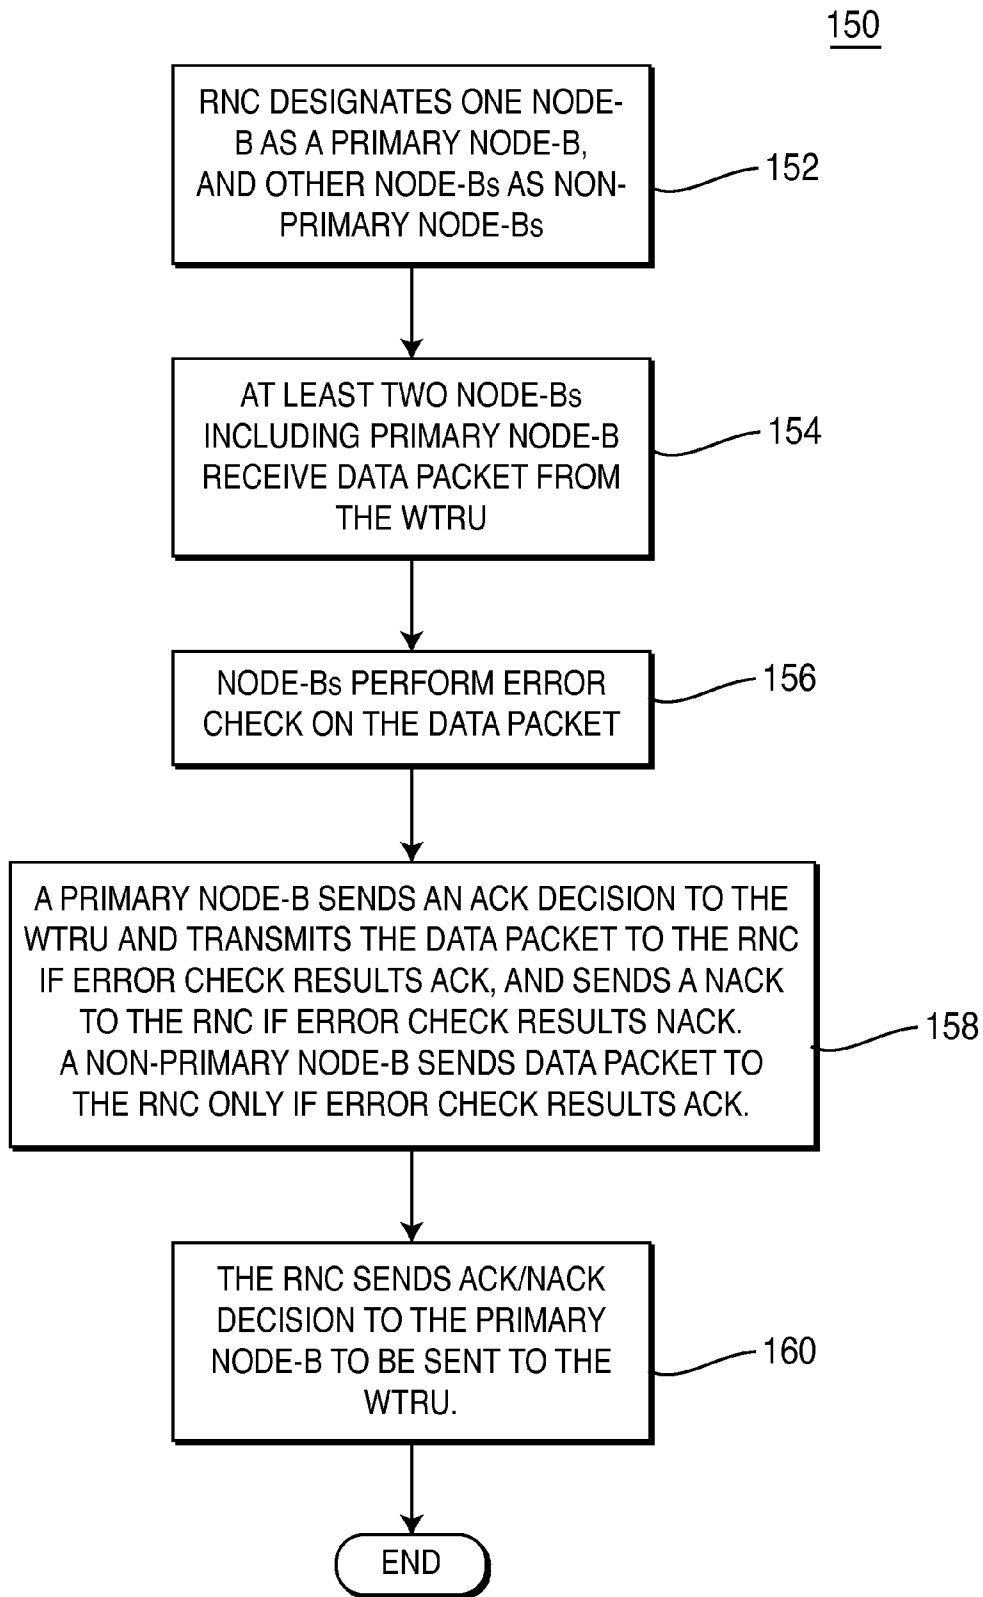 150
RNC DESIGNATES ONE NODE-
B AS A PRIMARY NODE-B,
AND OTHER NODE-Bs AS NON-
PRIMARY NODE-Bs
152
AT LEAST TWO NODE-Bs
INCLUDING PRIMARY NODE-B
RECEIVE DATA PACKET FROM
THE WTRU
154
NODE-Bs PERFORM ERROR
CHECK ON THE DATA PACKET
156
A PRIMARY NODE-B SENDS AN ACK DECISION TO THE
WTRU AND TRANSMITS THE DATA PACKET TO THE RNC
IF ERROR CHECK RESULTS ACK, AND SENDS A NACK
TO THE RNC IF ERROR CHECK RESULTS NACK.
A NON-PRIMARY NODE-B SENDS DATA PACKET TO
THE RNC ONLY IF ERROR CHECK RESULTS ACK.
158
THE RNC SENDS ACK/NACK
DECISION TO THE PRIMARY
NODE-B TO BE SENT TO THE
WTRU.
160
END